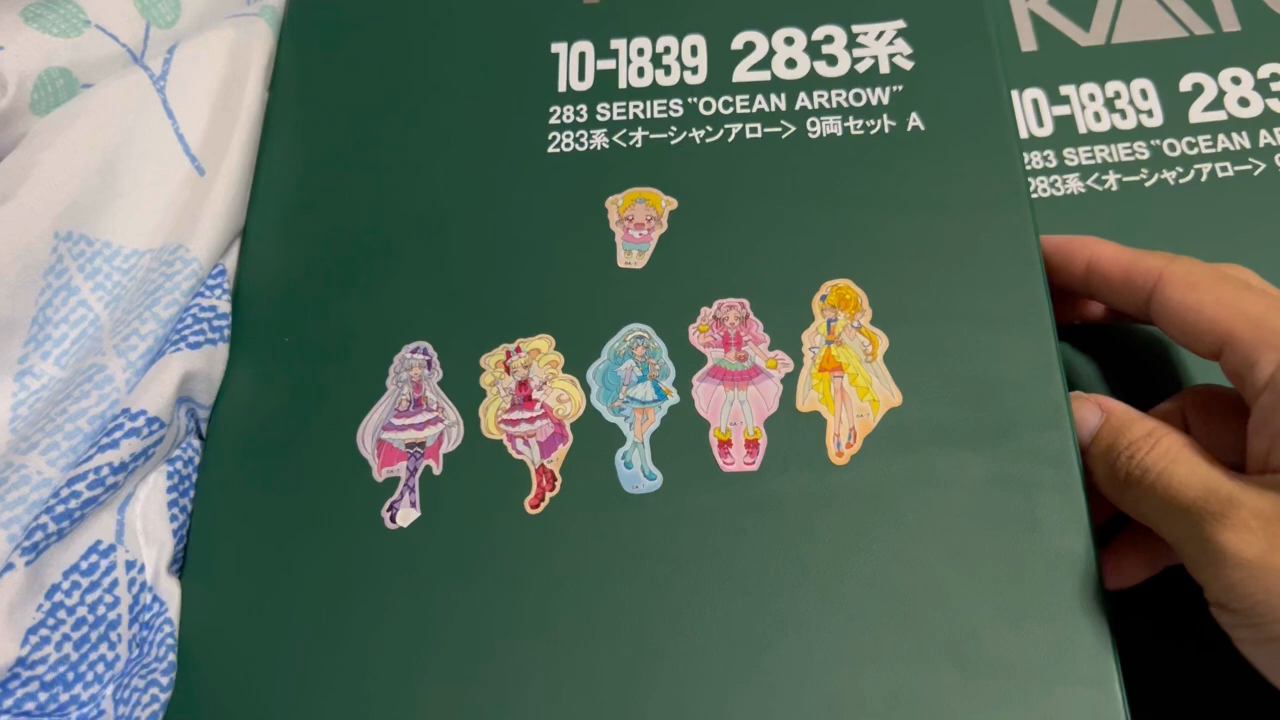 10-1839 283系
283 SERIES "OCEAN ARROW"
283系<オーシャンアロー> 9両セット A
KATO
10-1839 283
283 SERIES "OCEAN AR
283系<オーシャンアロー> 9